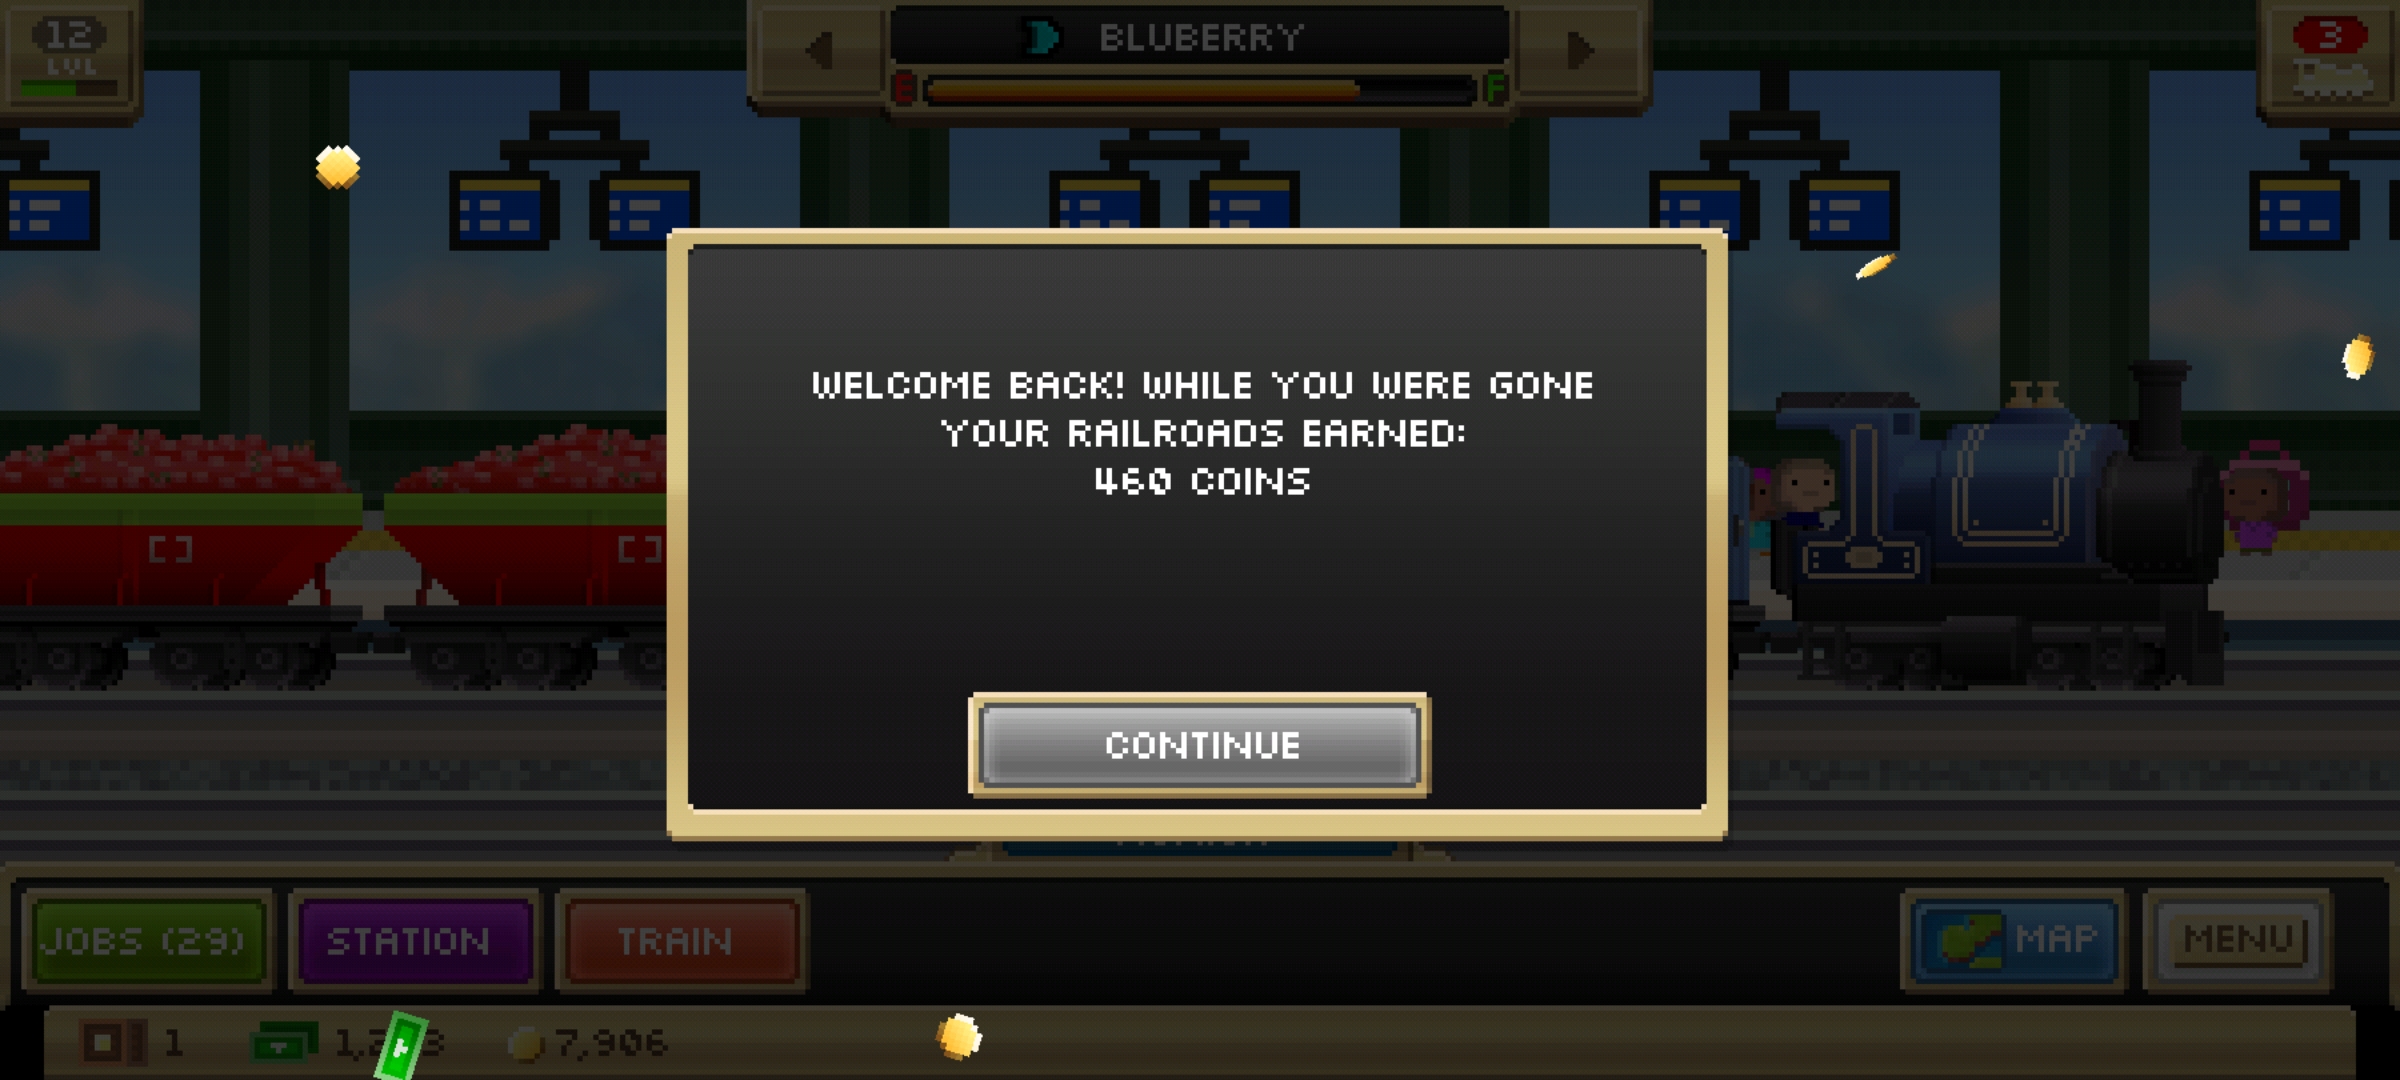 12
LVL
BLUBERRY
3
E
F
WELCOME BACK! WHILE YOU WERE GONE
YOUR RAILROADS EARNED:
460 COINS
CONTINUE
JOBS (29)
STATION
TRAIN
MAP
MENU
1
7,906